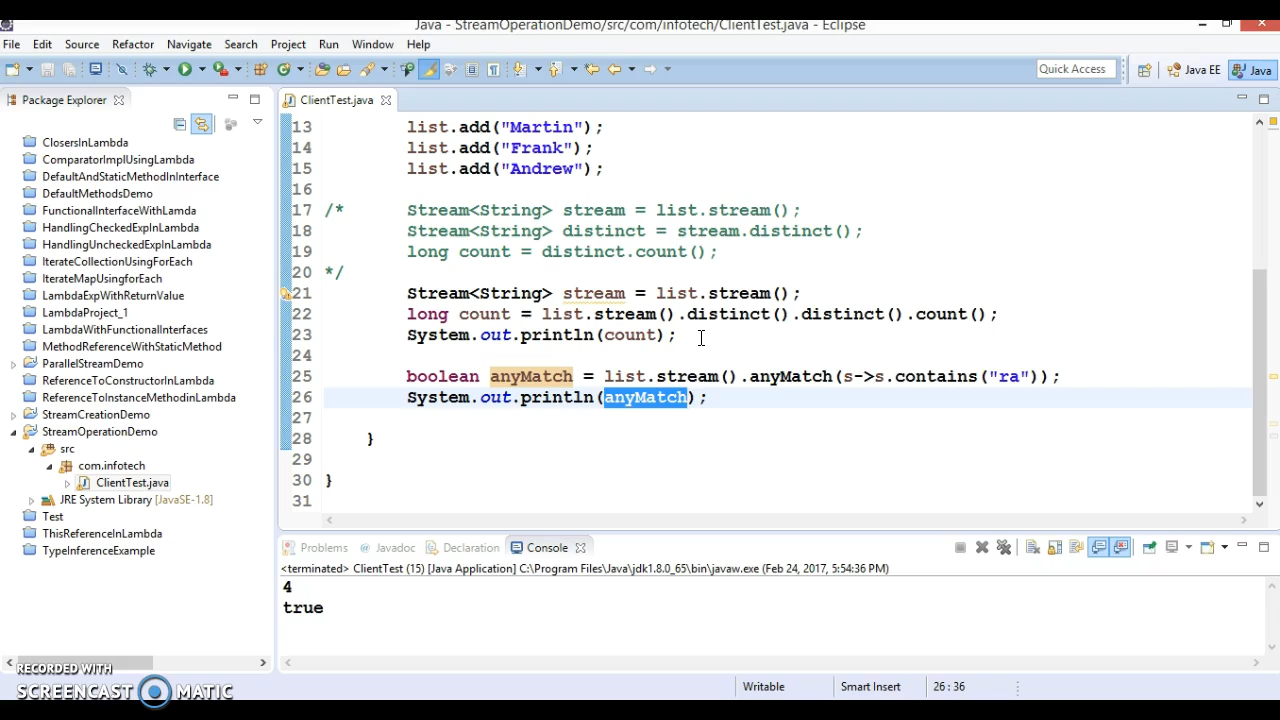 Java - StreamOperationDemo/src/com/infotech/ClientTest.java - Eclipse
File Edit Source Refactor Navigate Search Project Run Window Help
Quick Access Java EE Java
Package Explorer
ClosersInLambda
ComparatorImplUsingLambda
DefaultAndStaticMethodInInterface
DefaultMethodsDemo
FunctionalInterfaceWithLamda
HandlingCheckedExpInLambda
HandlingUncheckedExpInLambda
IterateCollectionUsingForEach
IterateMapUsingforEach
LambdaExpWithReturnValue
LambdaProject_1
LambdaWithFunctionalInterfaces
MethodReferenceWithStaticMethod
ParallelStreamDemo
ReferenceToConstructorInLambda
ReferenceToInstanceMethodinLambda
StreamCreationDemo
StreamOperationDemo
src
com.infotech
ClientTest.java
JRE System Library [JavaSE-1.8]
Test
ThisReferenceInLambda
TypeInferenceExample
ClientTest.java
13 list.add("Martin");
14 list.add("Frank");
15 list.add("Andrew");
16
17 /* Stream<String> stream = list.stream();
18 Stream<String> distinct = stream.distinct();
19 long count = distinct.count();
20 */
21 Stream<String> stream = list.stream();
22 long count = list.stream().distinct().distinct().count();
23 System.out.println(count);
24
25 boolean anyMatch = list.stream().anyMatch(s->s.contains("ra"));
26 System.out.println(anyMatch);
27
28 }
29
30 }
31
Problems Javadoc Declaration Console
<terminated> ClientTest (15) [Java Application] C:\Program Files\Java\jdk1.8.0_65\bin\javaw.exe (Feb 24, 2017, 5:54:36 PM)
4
true
Writable Smart Insert 26 : 36
RECORDED WITH
SCREENCAST MATIC